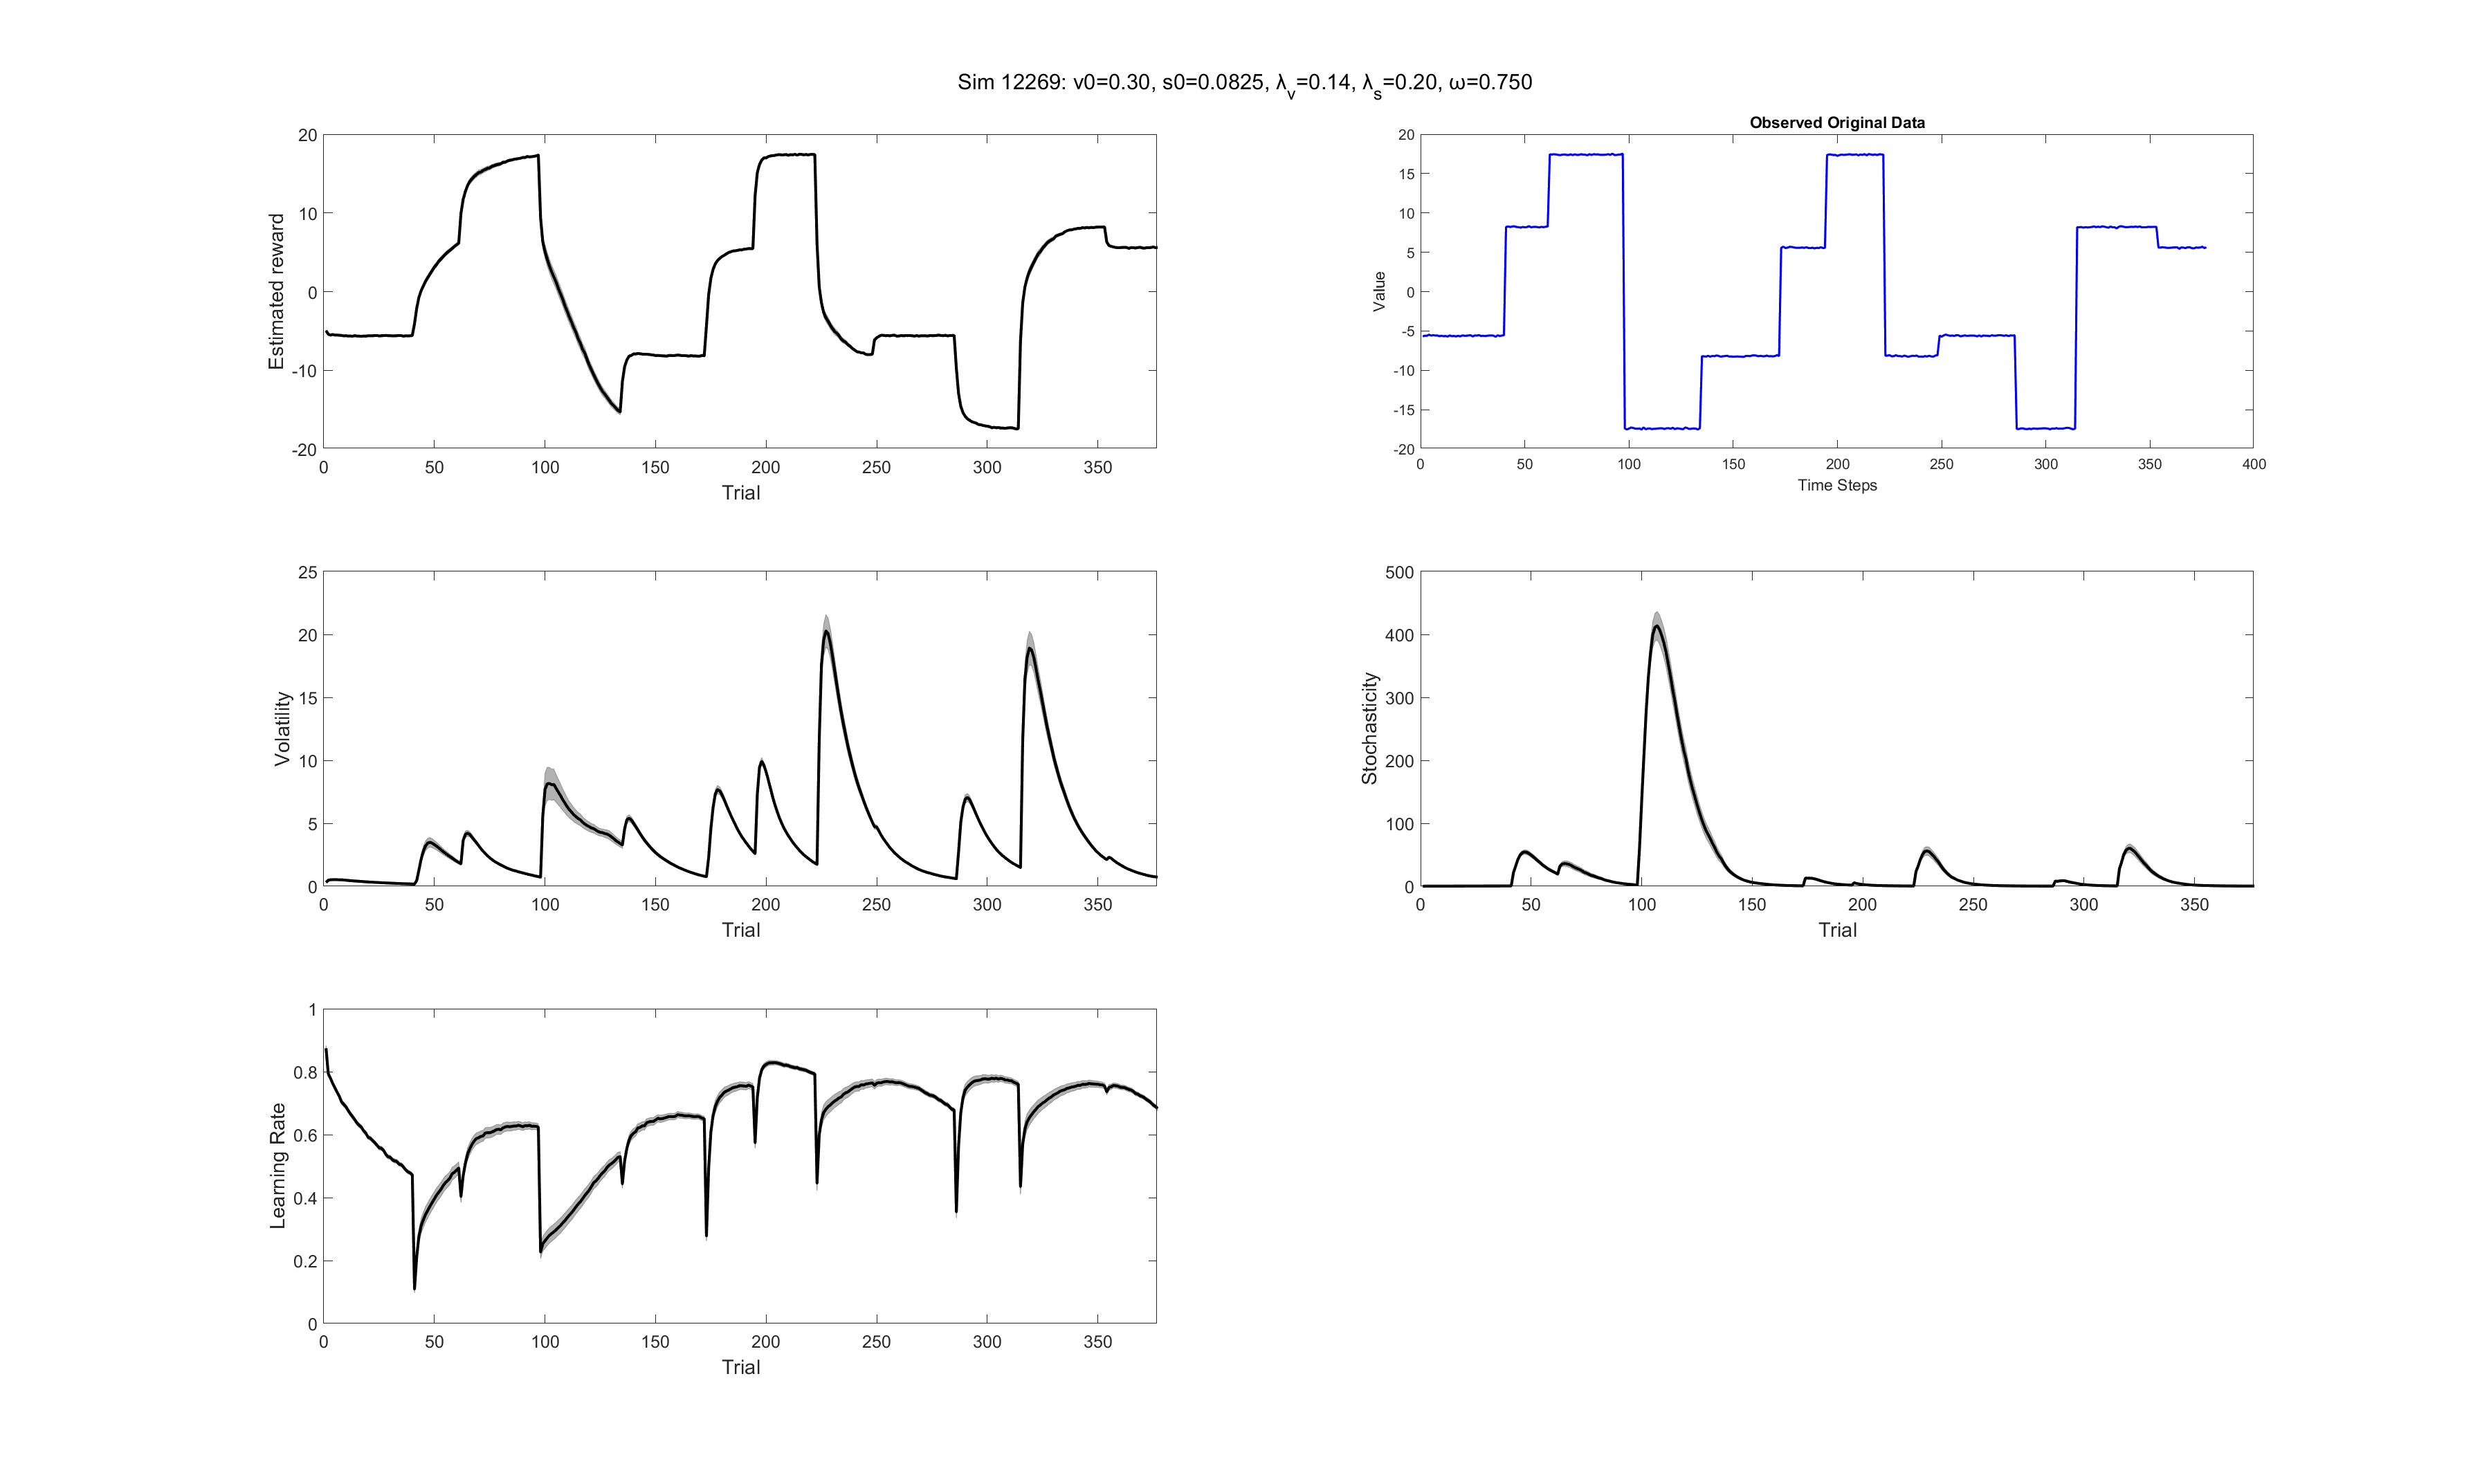 Sim 12269: v0=0.30, s0=0.0825, λv=0.14, λs=0.20, ω=0.750
20
10
0
-10
-20
Estimated reward
0 50 100 150 200 250 300 350
Trial
Observed Original Data
20
15
10
5
0
-5
-10
-15
-20
Value
0 50 100 150 200 250 300 350 400
Time Steps
25
20
15
10
5
0
Volatility
0 50 100 150 200 250 300 350
Trial
500
400
300
200
100
0
Stochasticity
0 50 100 150 200 250 300 350
Trial
1
0.8
0.6
0.4
0.2
0
Learning Rate
0 50 100 150 200 250 300 350
Trial